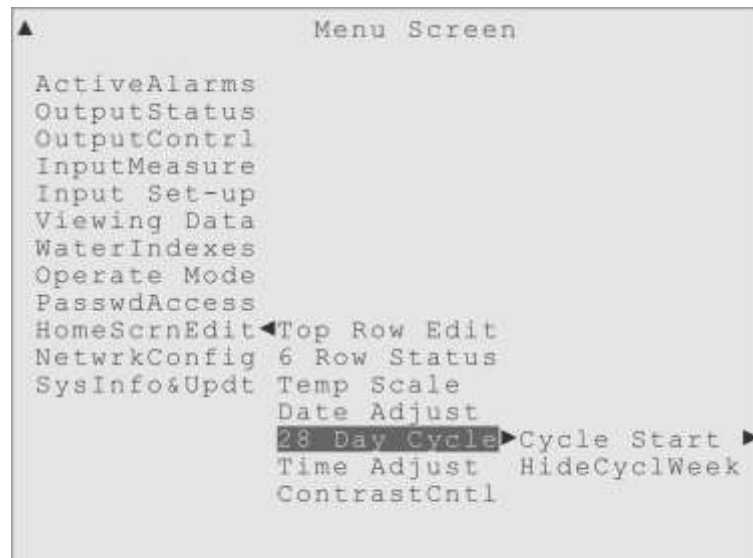 ▲ Menu Screen
ActiveAlarms
OutputStatus
OutputContrl
InputMeasure
Input Set-up
Viewing Data
WaterIndexes
Operate Mode
PasswdAccess
HomeScrnEdit◀Top Row Edit
NetwrkConfig 6 Row Status
SysInfo&Updt Temp Scale
Date Adjust
28 Day Cycle▶Cycle Start ▶
Time Adjust HideCyclWeek
ContrastCntl